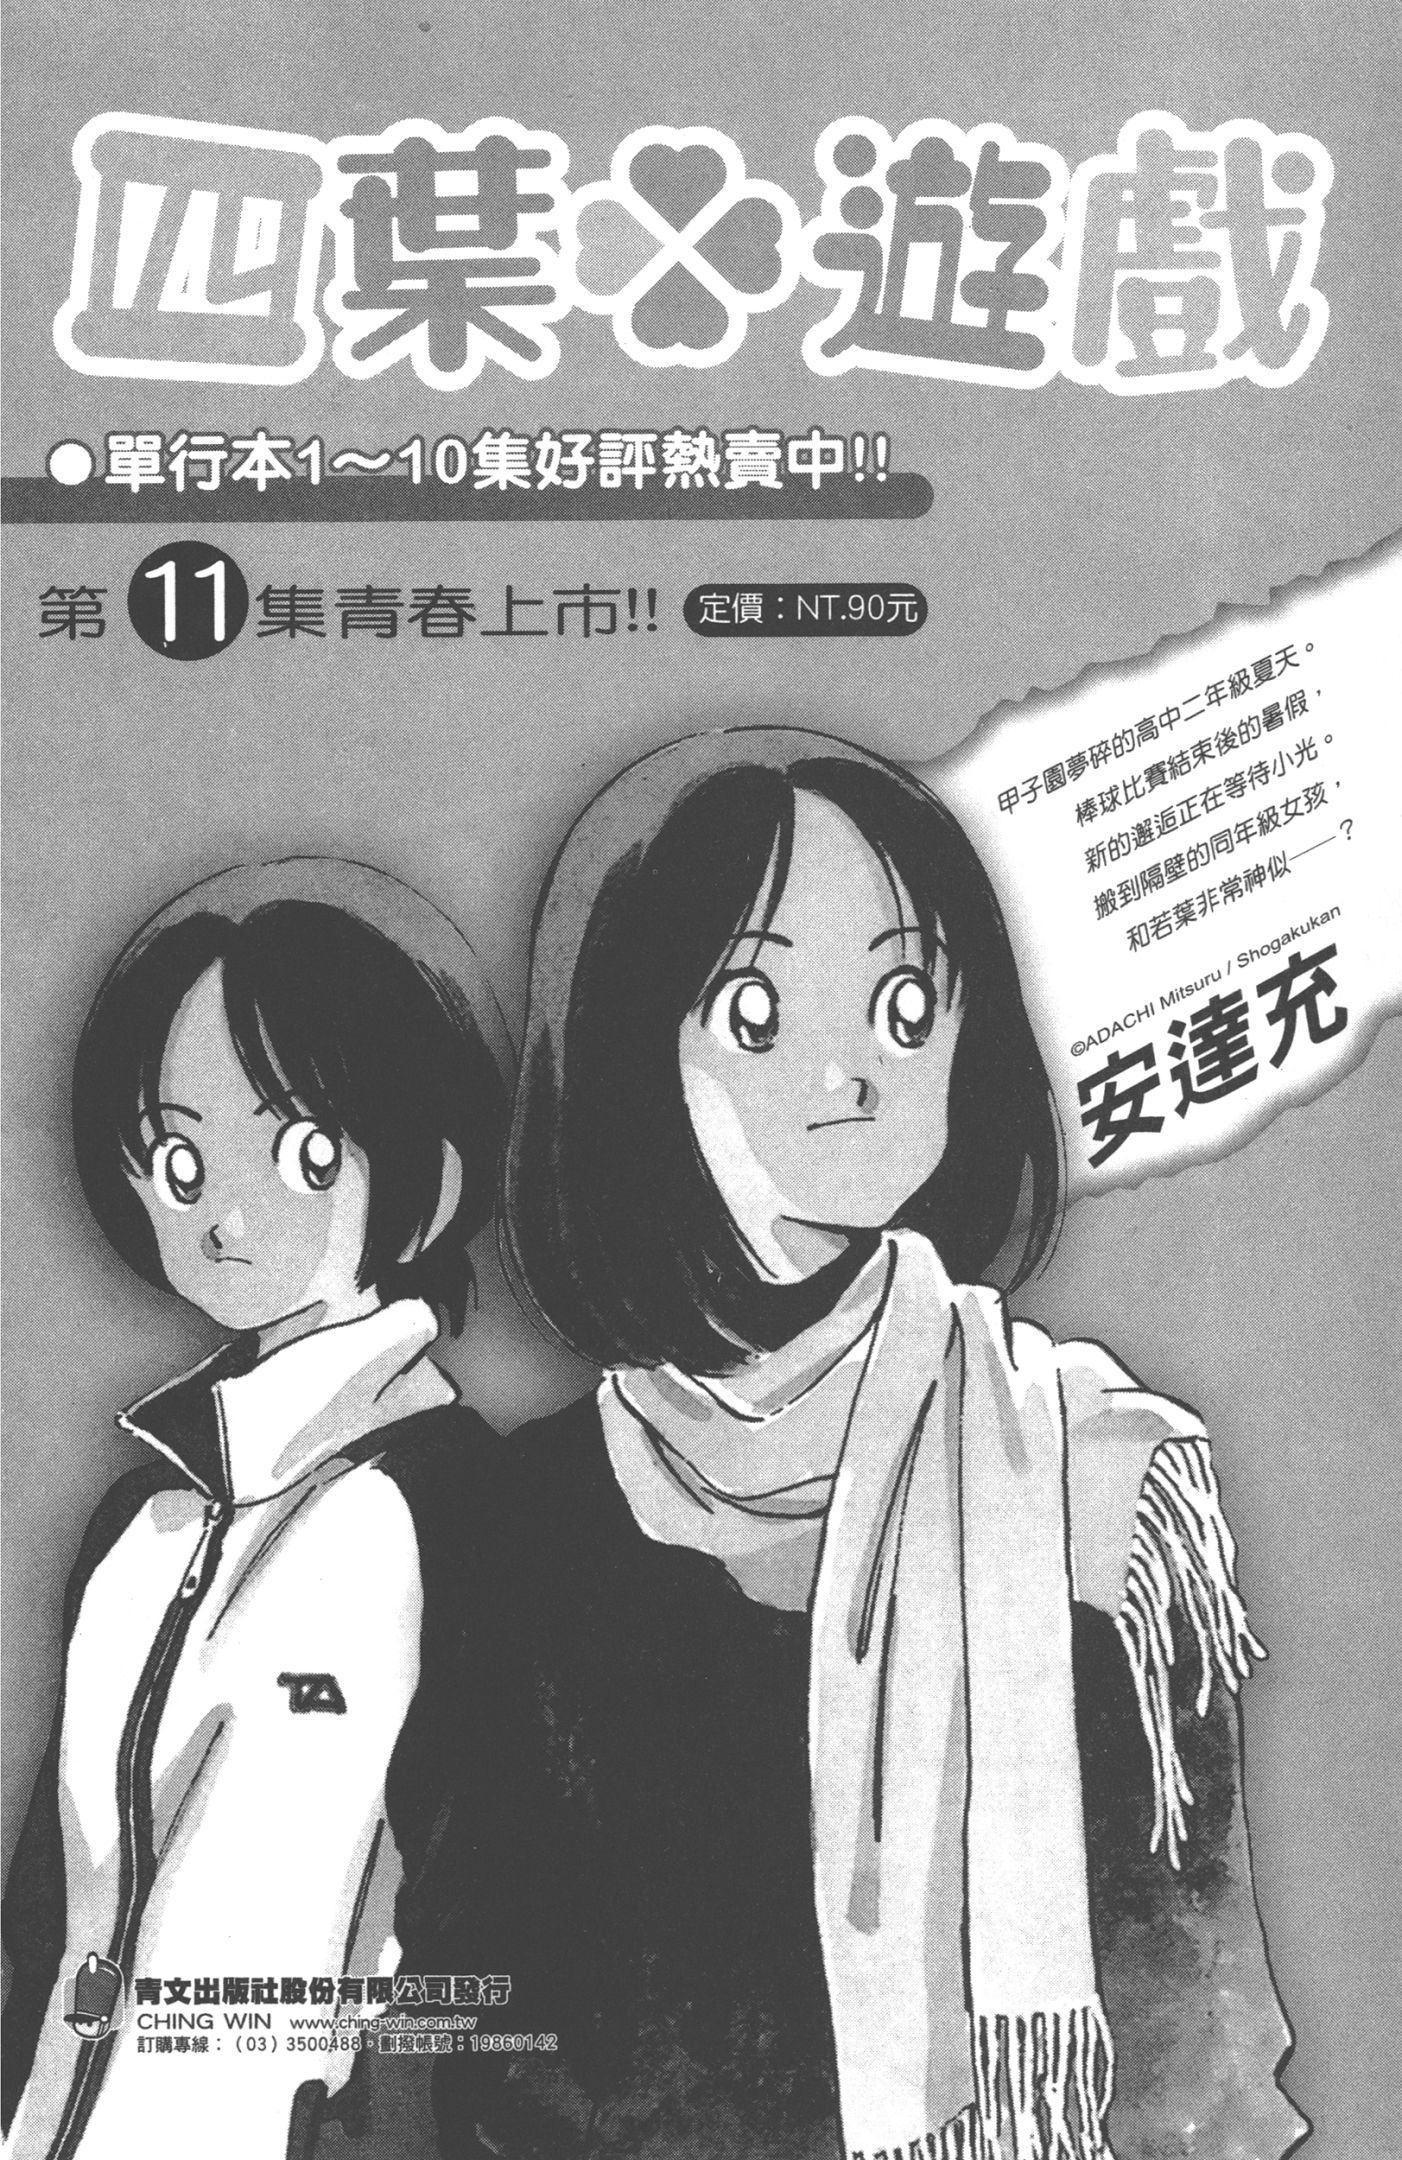 四葉遊戲
●單行本1～10集好評熱賣中!!
第11集青春上市!!
定價：NT.90元
甲子園夢碎的高中二年級夏天。
棒球比賽結束後的暑假，
新的邂逅正在等待小光。
搬到隔壁的同年級女孩，
和若葉非常神似——？
©ADACHI Mitsuru / Shogakukan
安達充
TA
青文出版社股份有限公司發行
CHING WIN www.ching-win.com.tw
訂購專線：（03）3500488・劃撥帳號：19860142